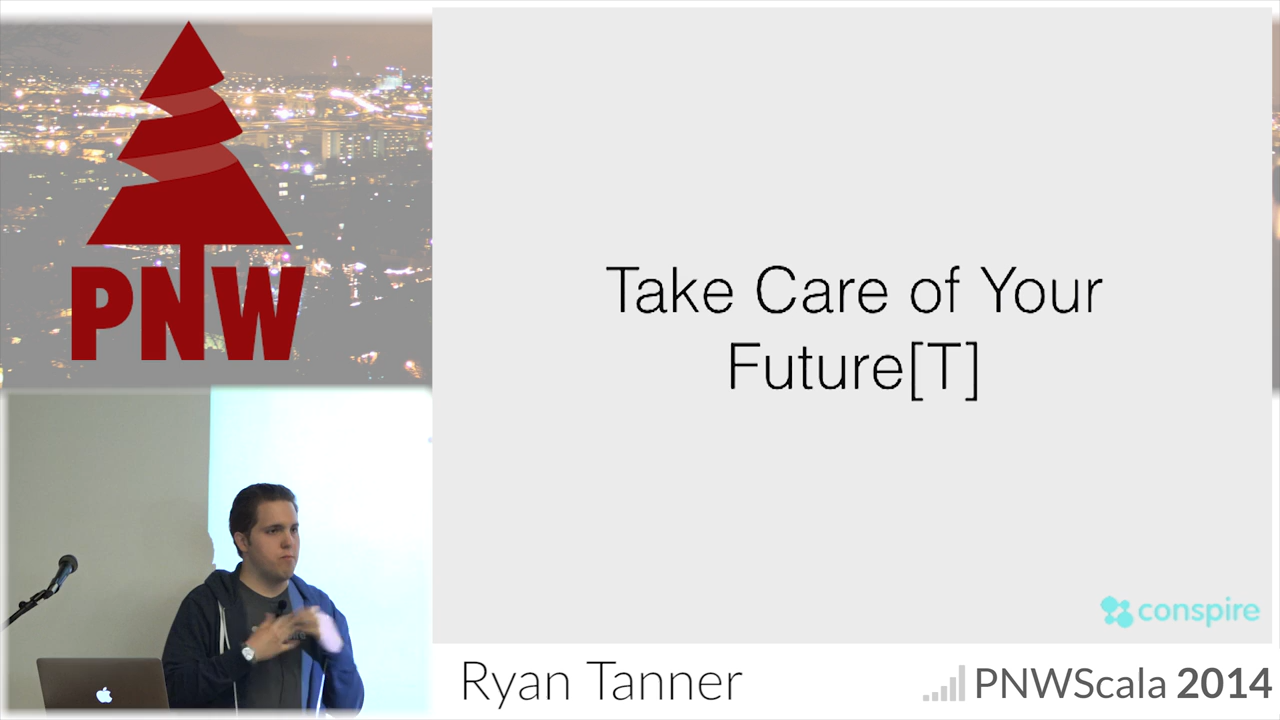 PNW
Take Care of Your
Future[T]
conspire
Ryan Tanner
PNWScala 2014